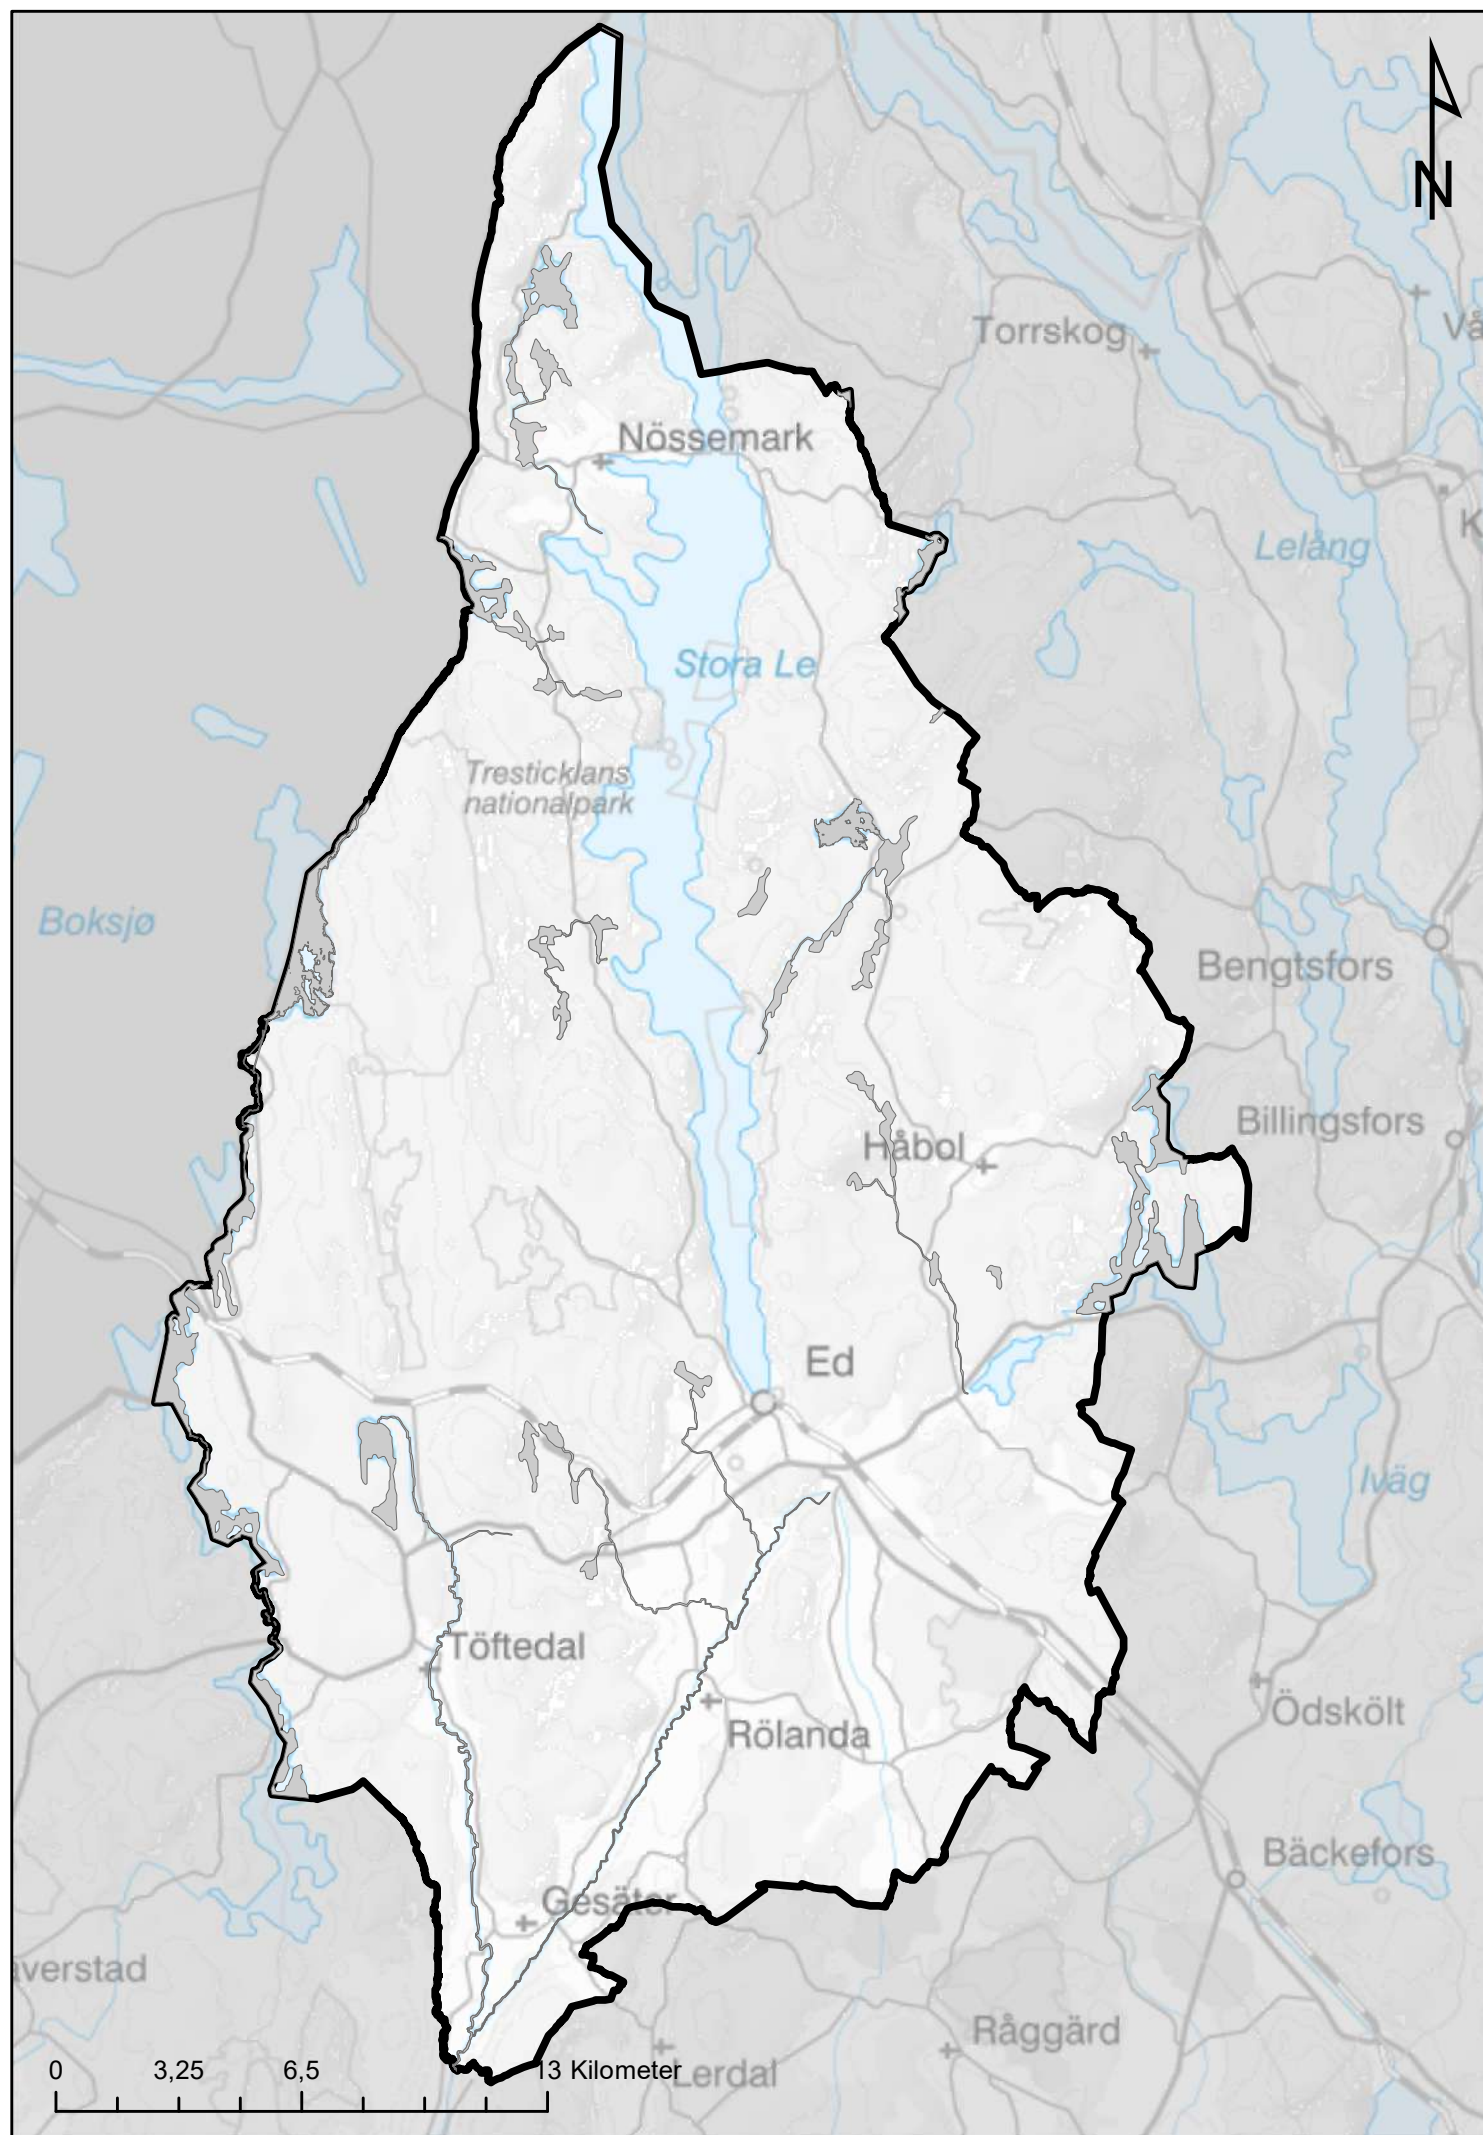 N
Torrskog
Vå
Nössemark
K
Lelång
Stora Le
Tresticklans
nationalpark
Boksjø
Bengtsfors
Billingsfors
Håbol
Ed
Iväg
Töftedal
Rölanda
Ödskölt
Bäckefors
Gesäter
averstad
Råggärd
Lerdal
0 3,25 6,5 13 Kilometer